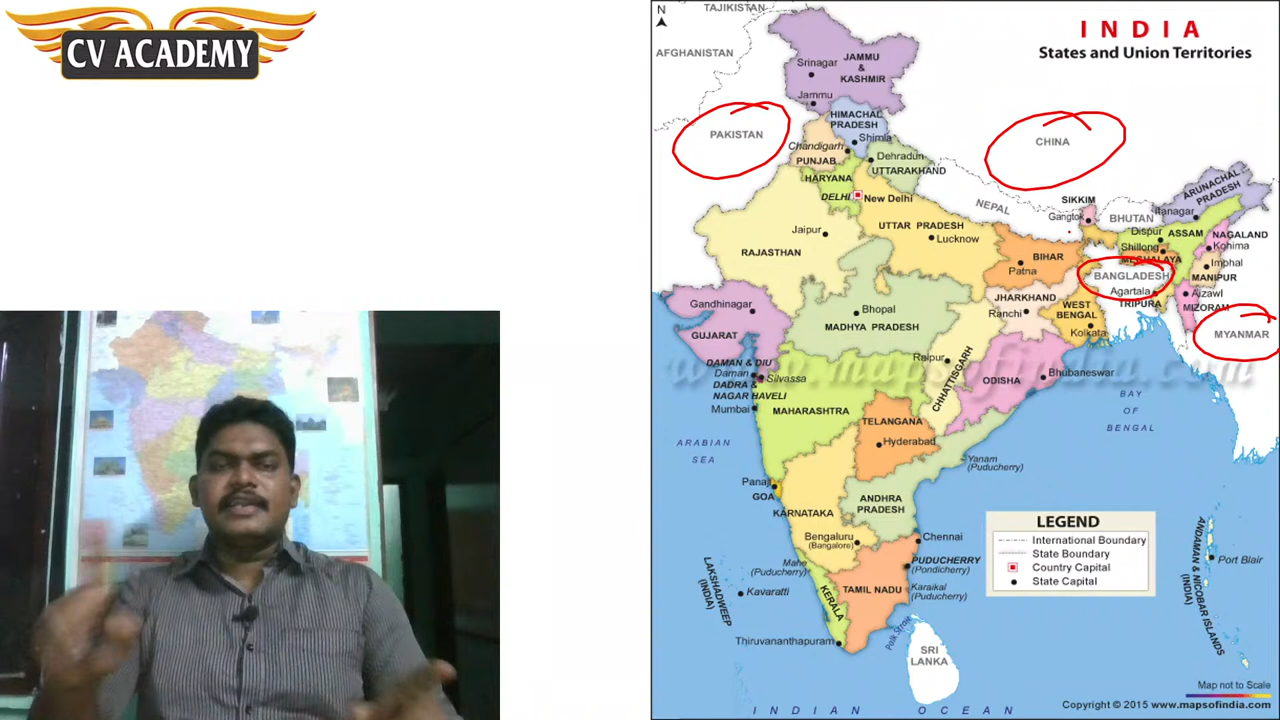 CV ACADEMY
N
TAJIKISTAN
INDIA
States and Union Territories
AFGHANISTAN
JAMMU
&
KASHMIR
Srinagar
Jammu
PAKISTAN
CHINA
HIMACHAL
PRADESH
Shimla
Chandigarh
PUNJAB
Dehradun
UTTARAKHAND
HARYANA
DELHI
New Delhi
NEPAL
SIKKIM
Gangtok
BHUTAN
ARUNACHAL
PRADESH
Itanagar
UTTAR PRADESH
Lucknow
Jaipur
RAJASTHAN
Dispur
ASSAM
NAGALAND
Shillong
Kohima
MEGHALAYA
BIHAR
Patna
Imphal
MANIPUR
BANGLADESH
Agartala
TRIPURA
Aizawl
MIZORAM
MYANMAR
Gandhinagar
GUJARAT
Bhopal
MADHYA PRADESH
JHARKHAND
Ranchi
WEST
BENGAL
Kolkata
www.mapsofindia.com
Raipur
CHHATTISGARH
ODISHA
Bhubaneswar
DAMAN & DIU
Daman
Silvassa
DADRA &
NAGAR HAVELI
Mumbai
MAHARASHTRA
TELANGANA
Hyderabad
BAY
OF
BENGAL
ARABIAN
SEA
Yanam
(Puducherry)
Panaji
GOA
KARNATAKA
ANDHRA
PRADESH
Bengaluru
(Bangalore)
Chennai
Mahe
(Puducherry)
PUDUCHERRY
(Pondicherry)
TAMIL NADU
Karaikal
(Puducherry)
KERALA
LAKSHADWEEP
(INDIA)
Kavaratti
Thiruvananthapuram
Palk Strait
SRI
LANKA
LEGEND
International Boundary
State Boundary
Country Capital
State Capital
ANDAMAN & NICOBAR ISLANDS
(INDIA)
Port Blair
Map not to Scale
INDIAN OCEAN
Copyright © 2015 www.mapsofindia.com